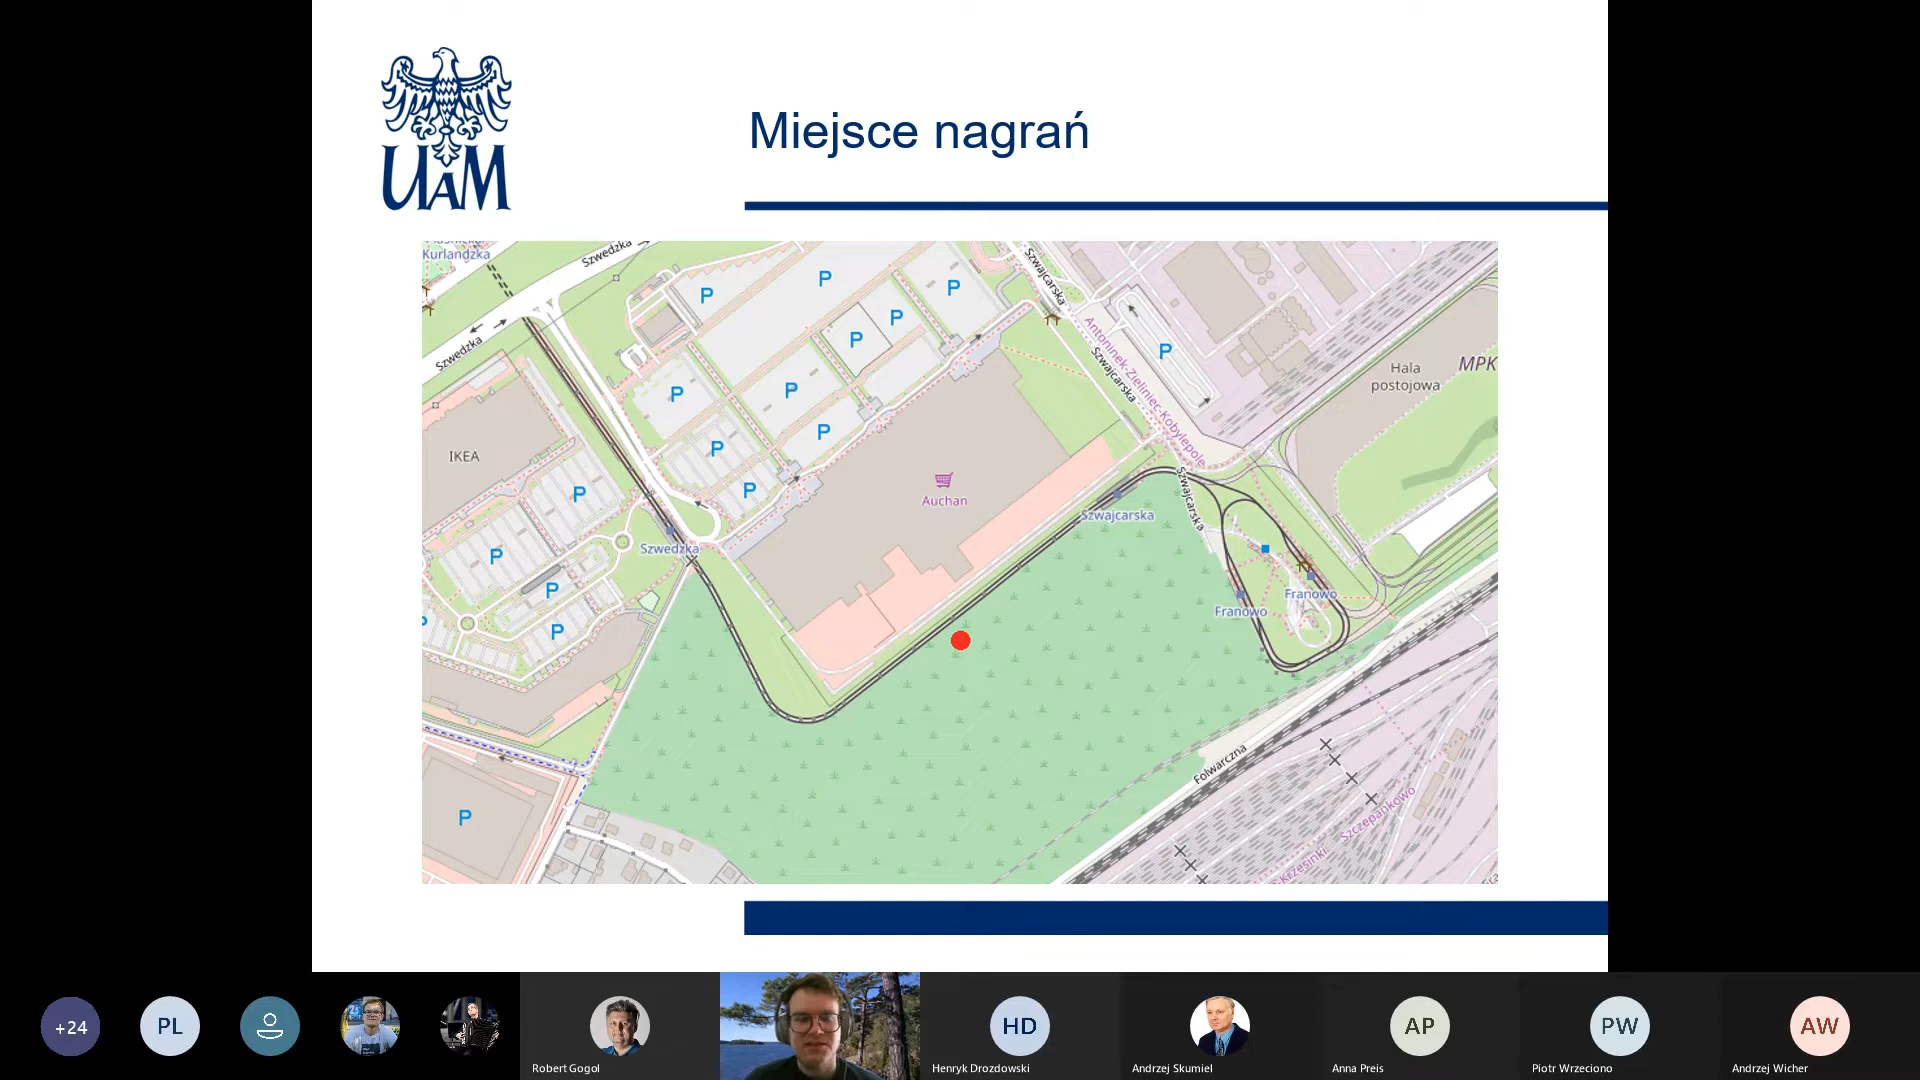 UAM
Miejsce nagrań
Kurlandzka
Szwedzka
Szwajcarska
P
P
P
P
P
P
Szwedzka
Antoninek-Zieliniec-Kobylepole
Szwajcarska
P
Hala
postojowa
MPK
P
P
P
IKEA
P
P
P
Auchan
Szwajcarska
Szwajcarska
Szwedzka
P
P
Franowo
Franowo
P
Folwarczna
Szczepankowo
P
-Krzesinki
+24
PL
Robert Gogol
HD
Henryk Drozdowski
Andrzej Skumiel
AP
Anna Preis
PW
Piotr Wrzeciono
AW
Andrzej Wicher